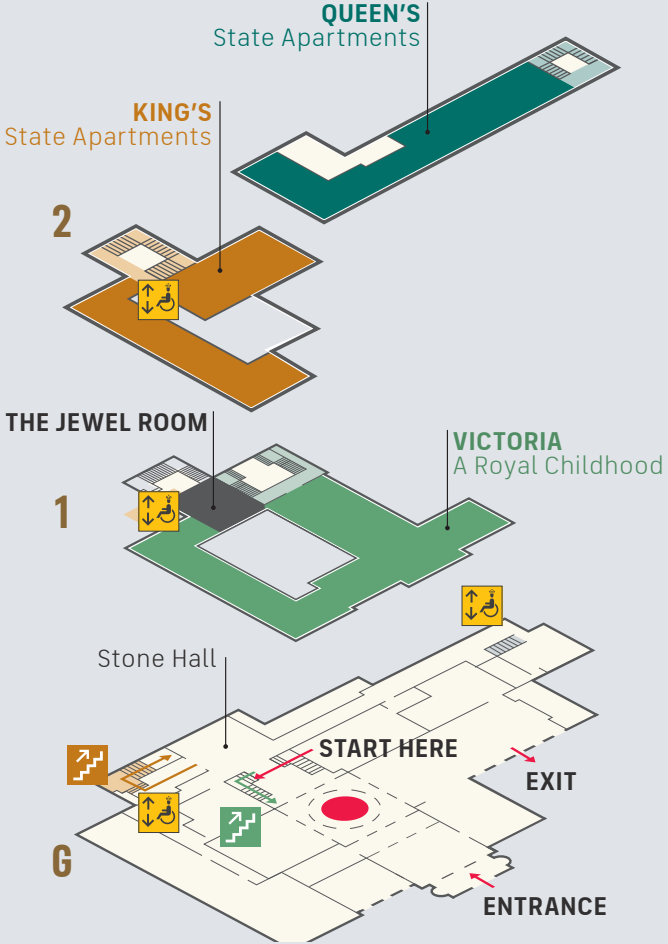 QUEEN'S
State Apartments
KING'S
State Apartments
2
THE JEWEL ROOM
VICTORIA
A Royal Childhood
1
Stone Hall
START HERE
EXIT
G
ENTRANCE